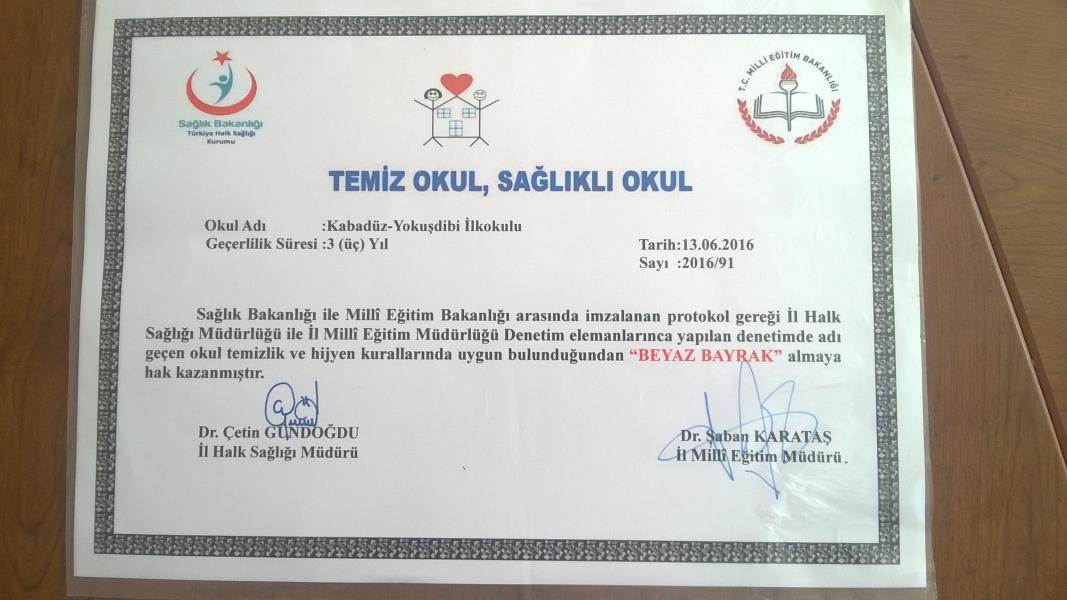 Sağlık Bakanlığı
Türkiye Halk Sağlığı
Kurumu
T.C. MİLLİ EĞİTİM BAKANLIĞI
TEMİZ OKUL, SAĞLIKLI OKUL
Okul Adı :Kabadüz-Yokuşdibi İlkokulu
Geçerlilik Süresi :3 (üç) Yıl
Tarih:13.06.2016
Sayı :2016/91
Sağlık Bakanlığı ile Millî Eğitim Bakanlığı arasında imzalanan protokol gereği İl Halk
Sağlığı Müdürlüğü ile İl Millî Eğitim Müdürlüğü Denetim elemanlarınca yapılan denetimde adı
geçen okul temizlik ve hijyen kurallarında uygun bulunduğundan “BEYAZ BAYRAK” almaya
hak kazanmıştır.
Dr. Çetin GÜNDOĞDU
İl Halk Sağlığı Müdürü
Dr. Şaban KARATAŞ
İl Millî Eğitim Müdürü.